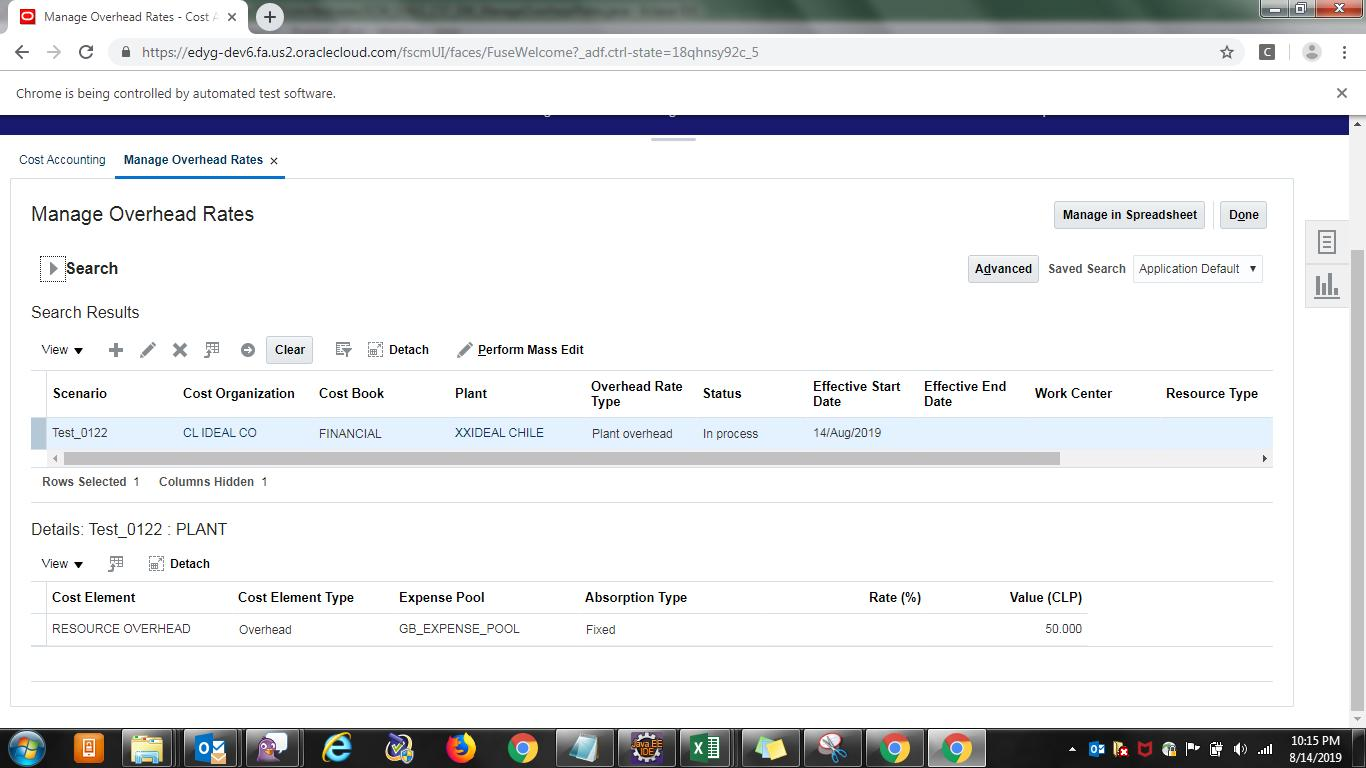 Manage Overhead Rates - Cost A
https://edyg-dev6.fa.us2.oraclecloud.com/fscmUI/faces/FuseWelcome?_adf.ctrl-state=18qhnsy92c_5
C
Chrome is being controlled by automated test software.
Cost Accounting Manage Overhead Rates
Manage Overhead Rates Manage in Spreadsheet Done
Search Advanced Saved Search Application Default
Search Results
View Clear Detach Perform Mass Edit
Scenario Cost Organization Cost Book Plant Overhead Rate Type Status Effective Start Date Effective End Date Work Center Resource Type
Test_0122 CL IDEAL CO FINANCIAL XXIDEAL CHILE Plant overhead In process 14/Aug/2019
Rows Selected 1 Columns Hidden 1
Details: Test_0122 : PLANT
View Detach
Cost Element Cost Element Type Expense Pool Absorption Type Rate (%) Value (CLP)
RESOURCE OVERHEAD Overhead GB_EXPENSE_POOL Fixed 50.000
Java EE
IDE
10:15 PM
8/14/2019